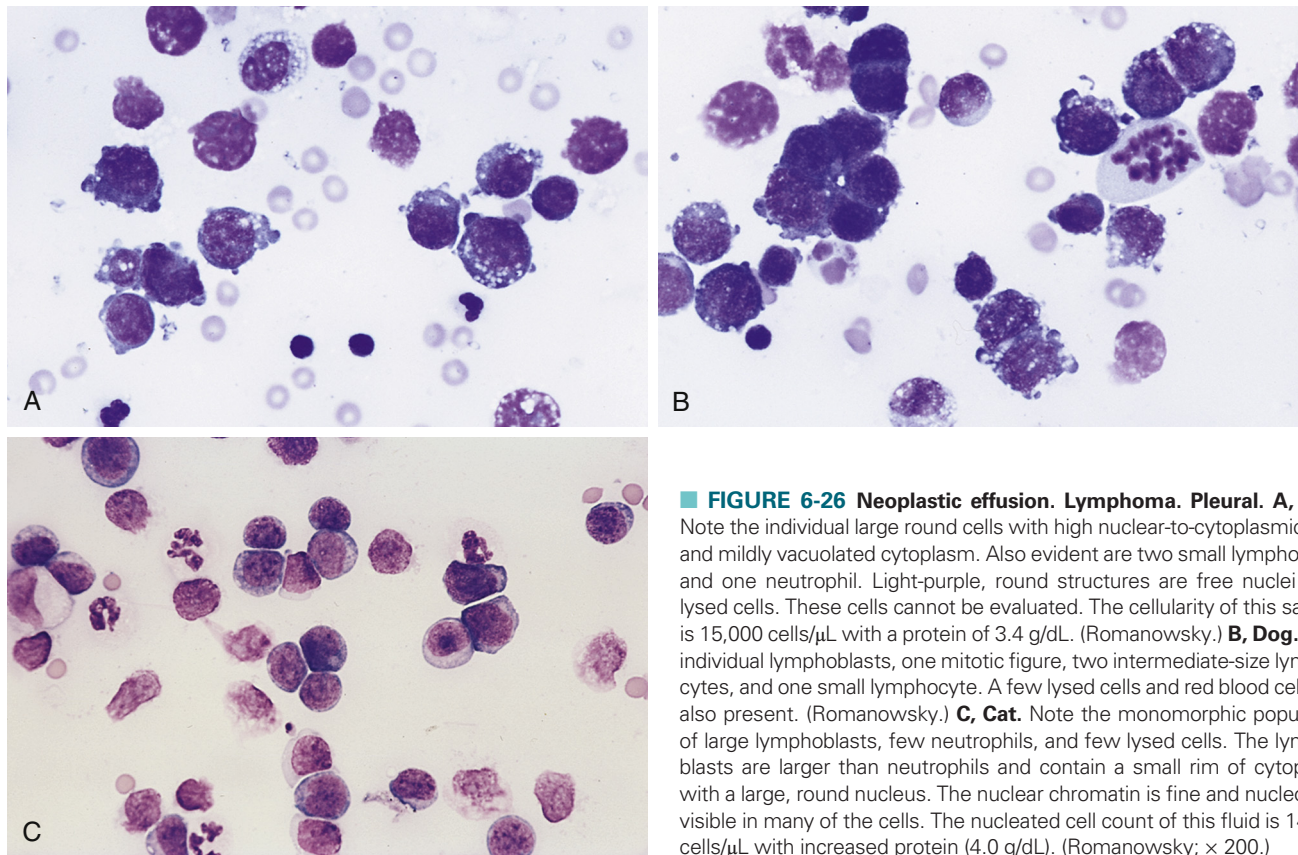 A
B
C
■ FIGURE 6-26 Neoplastic effusion. Lymphoma. Pleural. A,
Note the individual large round cells with high nuclear-to-cytoplasmic
and mildly vacuolated cytoplasm. Also evident are two small lympho
and one neutrophil. Light-purple, round structures are free nuclei
lysed cells. These cells cannot be evaluated. The cellularity of this sa
is 15,000 cells/μL with a protein of 3.4 g/dL. (Romanowsky.) B, Dog.
individual lymphoblasts, one mitotic figure, two intermediate-size lyn
cytes, and one small lymphocyte. A few lysed cells and red blood cel
also present. (Romanowsky.) C, Cat. Note the monomorphic popu
of large lymphoblasts, few neutrophils, and few lysed cells. The lyn
blasts are larger than neutrophils and contain a small rim of cytop
with a large, round nucleus. The nuclear chromatin is fine and nucleo
visible in many of the cells. The nucleated cell count of this fluid is 14
cells/μL with increased protein (4.0 g/dL). (Romanowsky; × 200.)